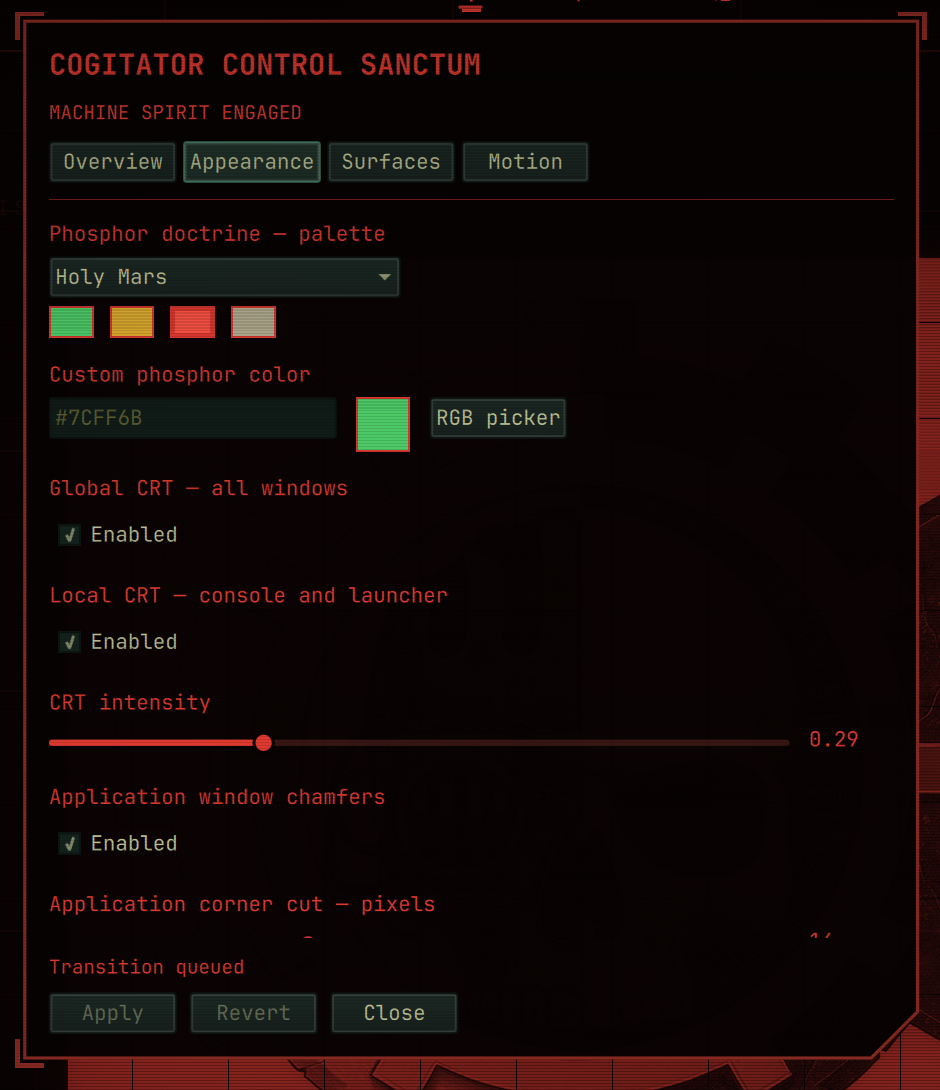 COGITATOR CONTROL SANCTUM
MACHINE SPIRIT ENGAGED
Overview Appearance Surfaces Motion
Phosphor doctrine — palette
Holy Mars
Custom phosphor color
#7CFF6B RGB picker
Global CRT — all windows
Enabled
Local CRT — console and launcher
Enabled
CRT intensity
0.29
Application window chamfers
Enabled
Application corner cut — pixels
Transition queued
Apply Revert Close